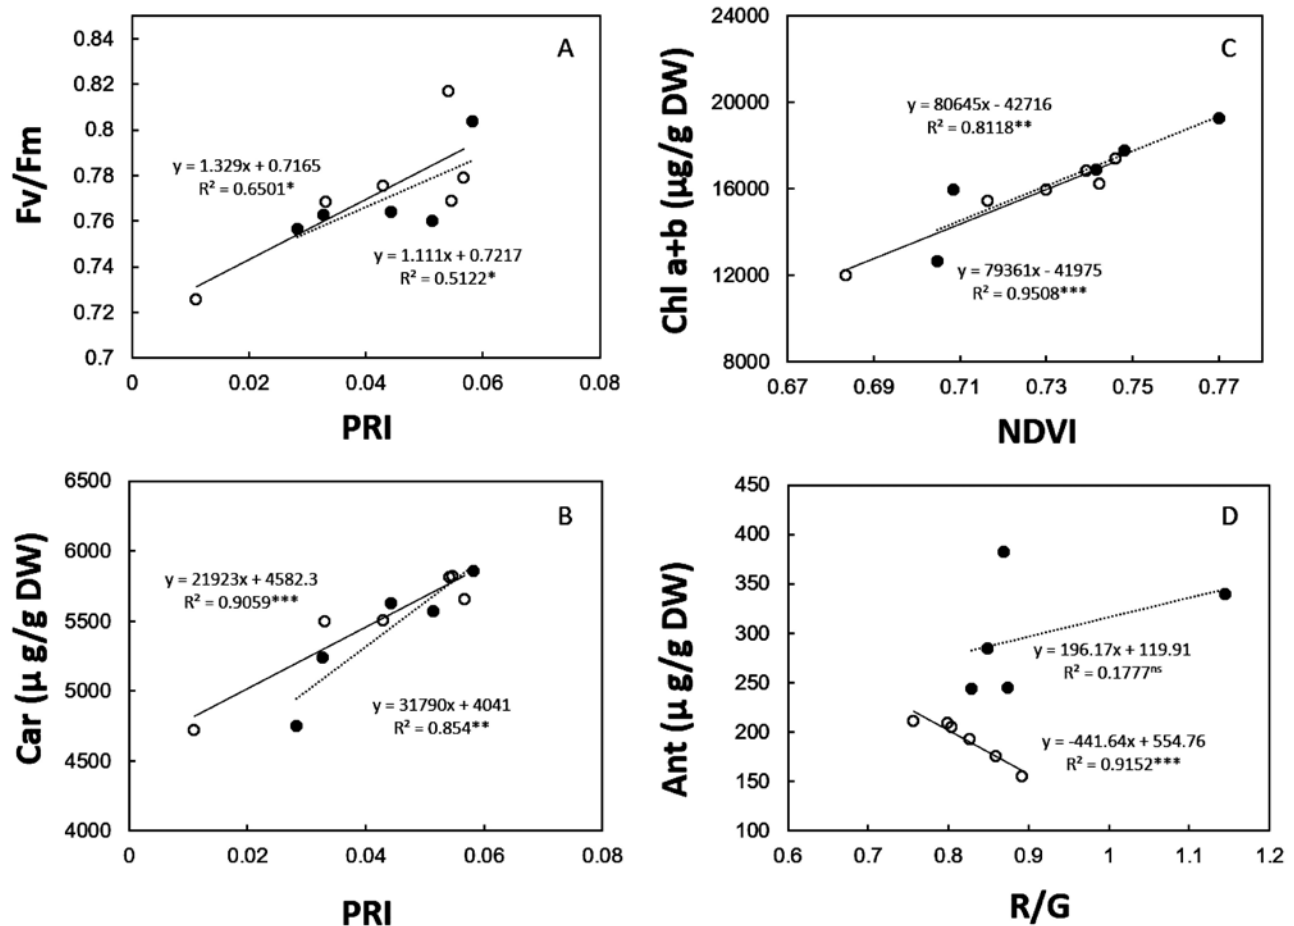 A
Fv/Fm
0.84
0.82
0.8
0.78
0.76
0.74
0.72
0.7
y = 1.329x + 0.7165
R² = 0.6501*
y = 1.111x + 0.7217
R² = 0.5122*
0 0.02 0.04 0.06 0.08
PRI
C
Chl a+b (µg/g DW)
24000
20000
16000
12000
8000
y = 80645x - 42716
R² = 0.8118**
y = 79361x - 41975
R² = 0.9508***
0.67 0.69 0.71 0.73 0.75 0.77
NDVI
B
Car (µ g/g DW)
6500
6000
5500
5000
4500
4000
y = 21923x + 4582.3
R² = 0.9059***
y = 31790x + 4041
R² = 0.854**
0 0.02 0.04 0.06 0.08
PRI
D
Ant (µ g/g DW)
450
400
350
300
250
200
150
100
y = 196.17x + 119.91
R² = 0.1777ⁿˢ
y = -441.64x + 554.76
R² = 0.9152***
0.6 0.7 0.8 0.9 1 1.1 1.2
R/G